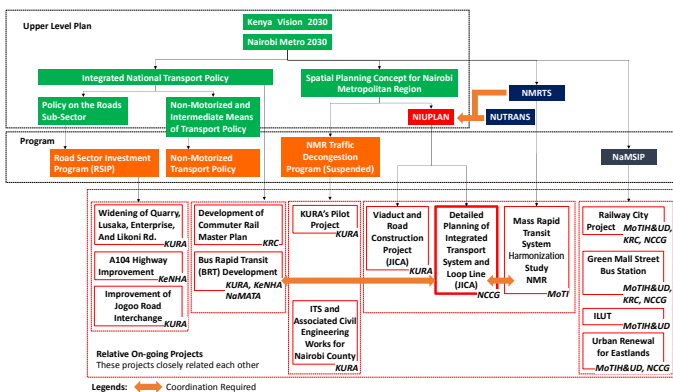 Upper Level Plan
Kenya Vision 2030
Nairobi Metro 2030
Integrated National Transport Policy
Spatial Planning Concept for Nairobi
Metropolitan Region
NMRTS
Policy on the Roads
Sub-Sector
Non-Motorized and
Intermediate Means
of Transport Policy
NIUPLAN
NUTRANS
Program
Road Sector Investment
Program (RSIP)
Non-Motorized
Transport Policy
NMR Traffic
Decongestion
Program (Suspended)
NaMSIP
Widening of Quarry,
Lusaka, Enterprise,
And Likoni Rd.
KURA
A104 Highway
Improvement
KeNHA
Improvement of
Jogoo Road
Interchange
KURA
Development of
Commuter Rail
Master Plan
KRC
Bus Rapid Transit
(BRT) Development
KURA, KeNHA
NaMATA
KURA's Pilot
Project
KURA
ITS and
Associated Civil
Engineering
Works for
Nairobi County
KURA
Viaduct and
Road
Construction
Project
(JICA)
KURA
Detailed
Planning of
Integrated
Transport
System and
Loop Line
(JICA)
NCCG
Mass Rapid
Transit
System
Harmonization
Study
NMR
MoTI
Railway City
Project
MoTIH&UD,
KRC, NCCG
Green Mall Street
Bus Station
MoTIH&UD,
KRC, NCCG
ILUT
MoTIH&UD
Urban Renewal
for Eastlands
MoTIH&UD, NCCG
Relative On-going Projects
These projects closely related each other
Legends:
Coordination Required